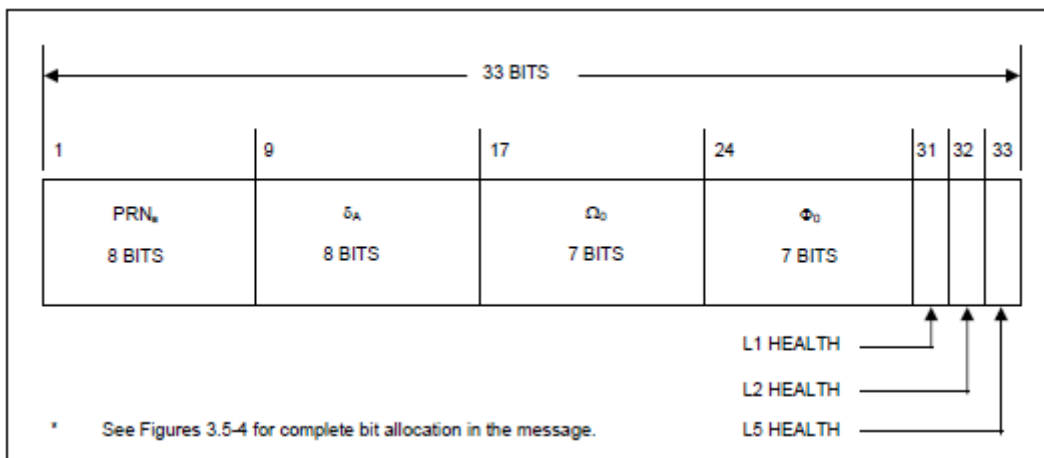 33 BITS
1 9 17 24 31 32 33
PRNₐ δA Ω₀ Φ₀
8 BITS 8 BITS 7 BITS 7 BITS
L1 HEALTH
L2 HEALTH
* See Figures 3.5-4 for complete bit allocation in the message. L5 HEALTH